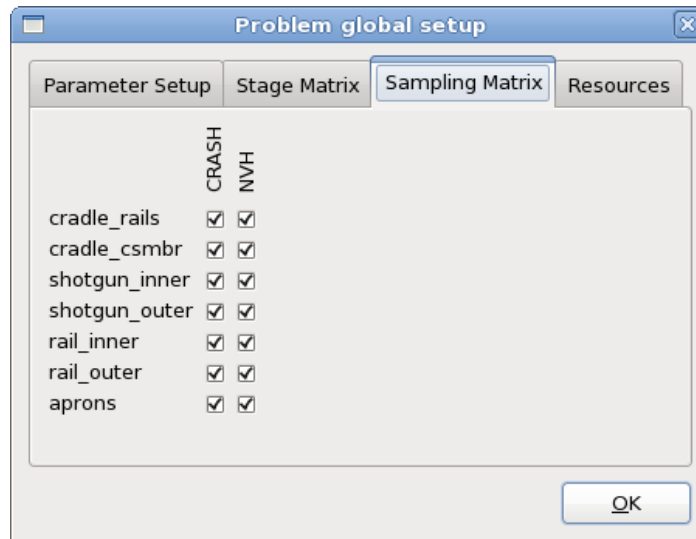 Problem global setup
Parameter Setup Stage Matrix Sampling Matrix Resources
CRASH NVH
cradle_rails
cradle_csmbr
shotgun_inner
shotgun_outer
rail_inner
rail_outer
aprons
OK